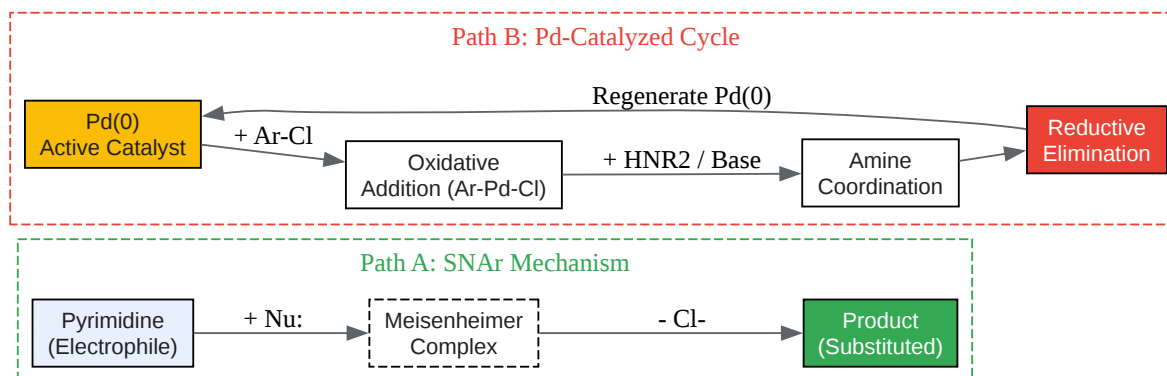 Path B: Pd-Catalyzed Cycle
Regenerate Pd(0)
Pd(0)
Active Catalyst
+ Ar-Cl
Oxidative
Addition (Ar-Pd-Cl)
+ HNR2 / Base
Amine
Coordination
Reductive
Elimination
Path A: SNAr Mechanism
Pyrimidine
(Electrophile)
+ Nu:
Meisenheimer
Complex
- Cl-
Product
(Substituted)